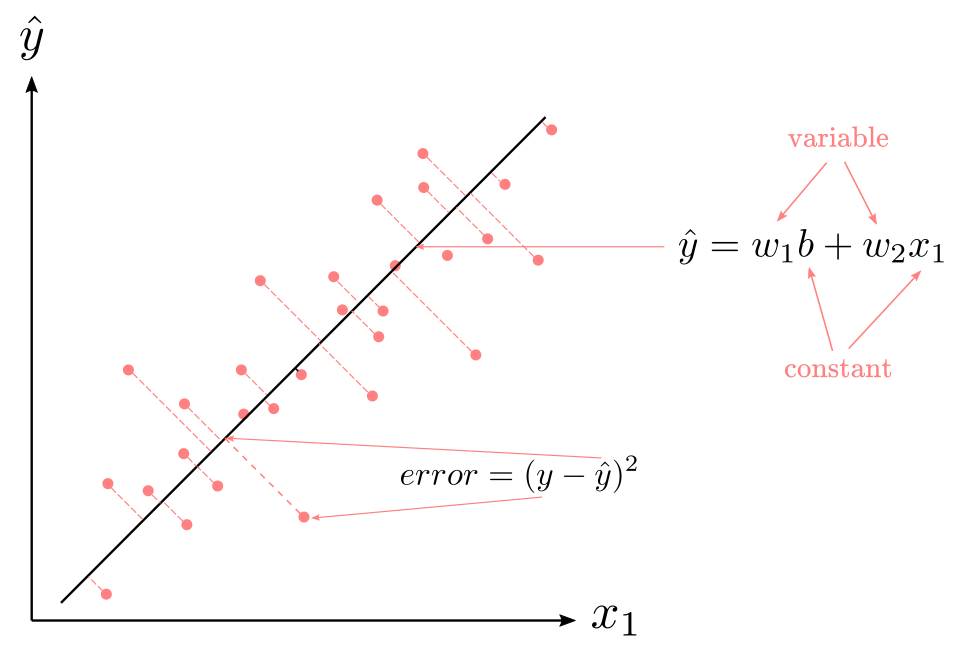 ŷ
variable
ŷ = w₁b + w₂x₁
constant
error = (y − ŷ)²
x₁